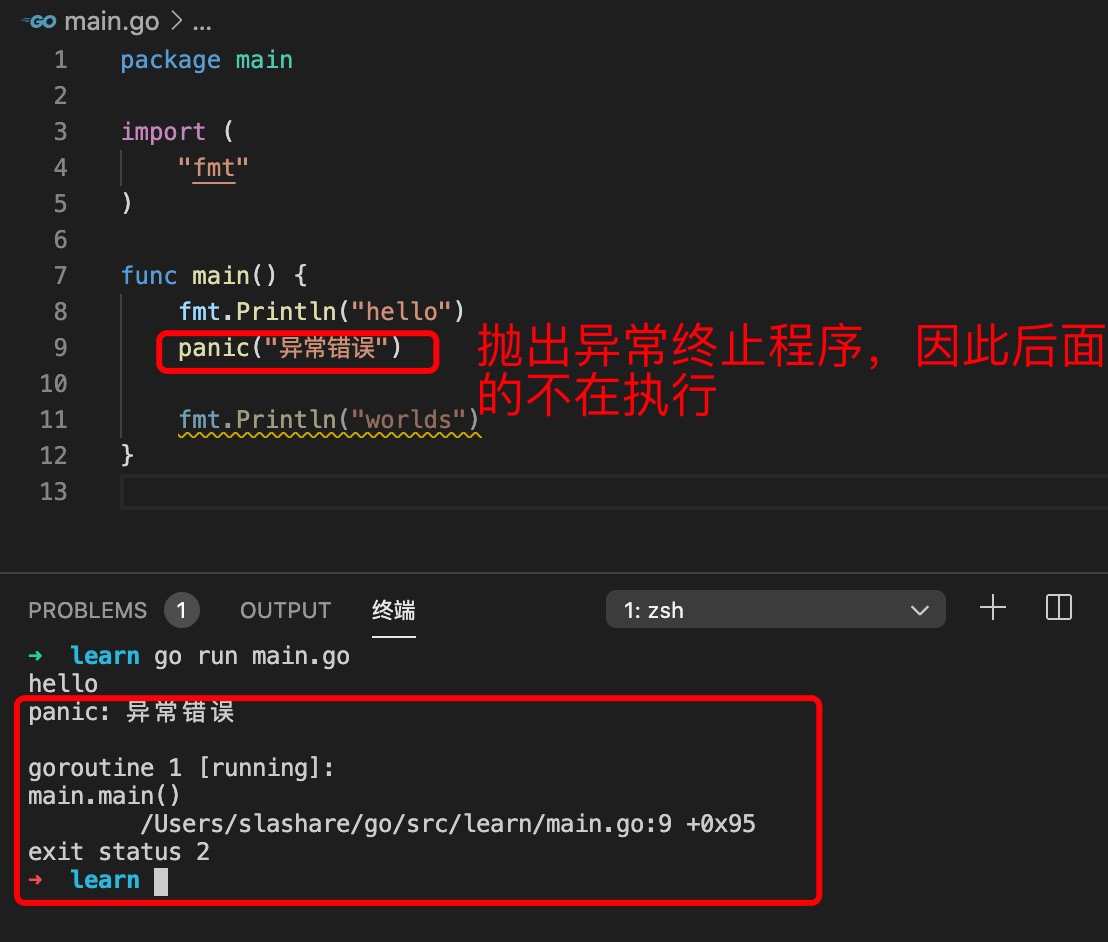 GO main.go > ...
1 package main
2
3 import (
4 "fmt"
5 )
6
7 func main() {
8 fmt.Println("hello")
9 panic("异常错误")
抛出异常终止程序，因此后面
的不在执行
10
11 fmt.Println("worlds")
12 }
13
PROBLEMS 1 OUTPUT 终端 1: zsh
→ learn go run main.go
hello
panic: 异常错误
goroutine 1 [running]:
main.main()
/Users/slashare/go/src/learn/main.go:9 +0x95
exit status 2
→ learn